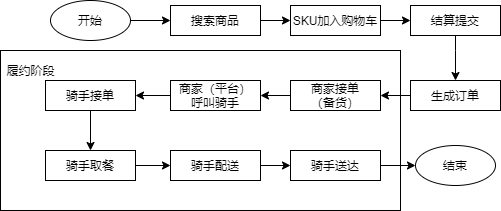 开始
搜索商品
SKU加入购物车
结算提交
履约阶段
生成订单
商家接单
（备货）
商家（平台）
呼叫骑手
骑手接单
骑手取餐
骑手配送
骑手送达
结束